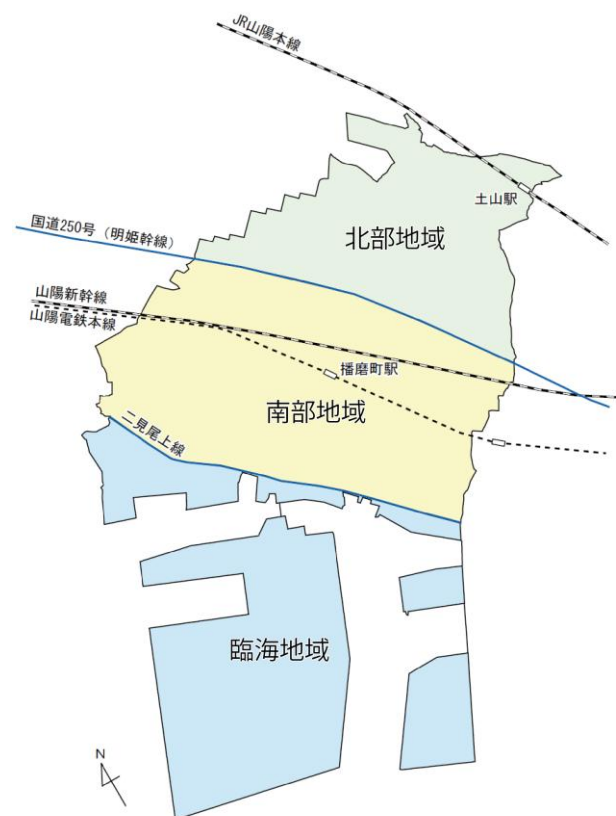 JR山陽本線
土山駅
北部地域
国道250号（明姫幹線）
山陽新幹線
山陽電鉄本線
播磨町駅
南部地域
二見尾上線
臨海地域
N